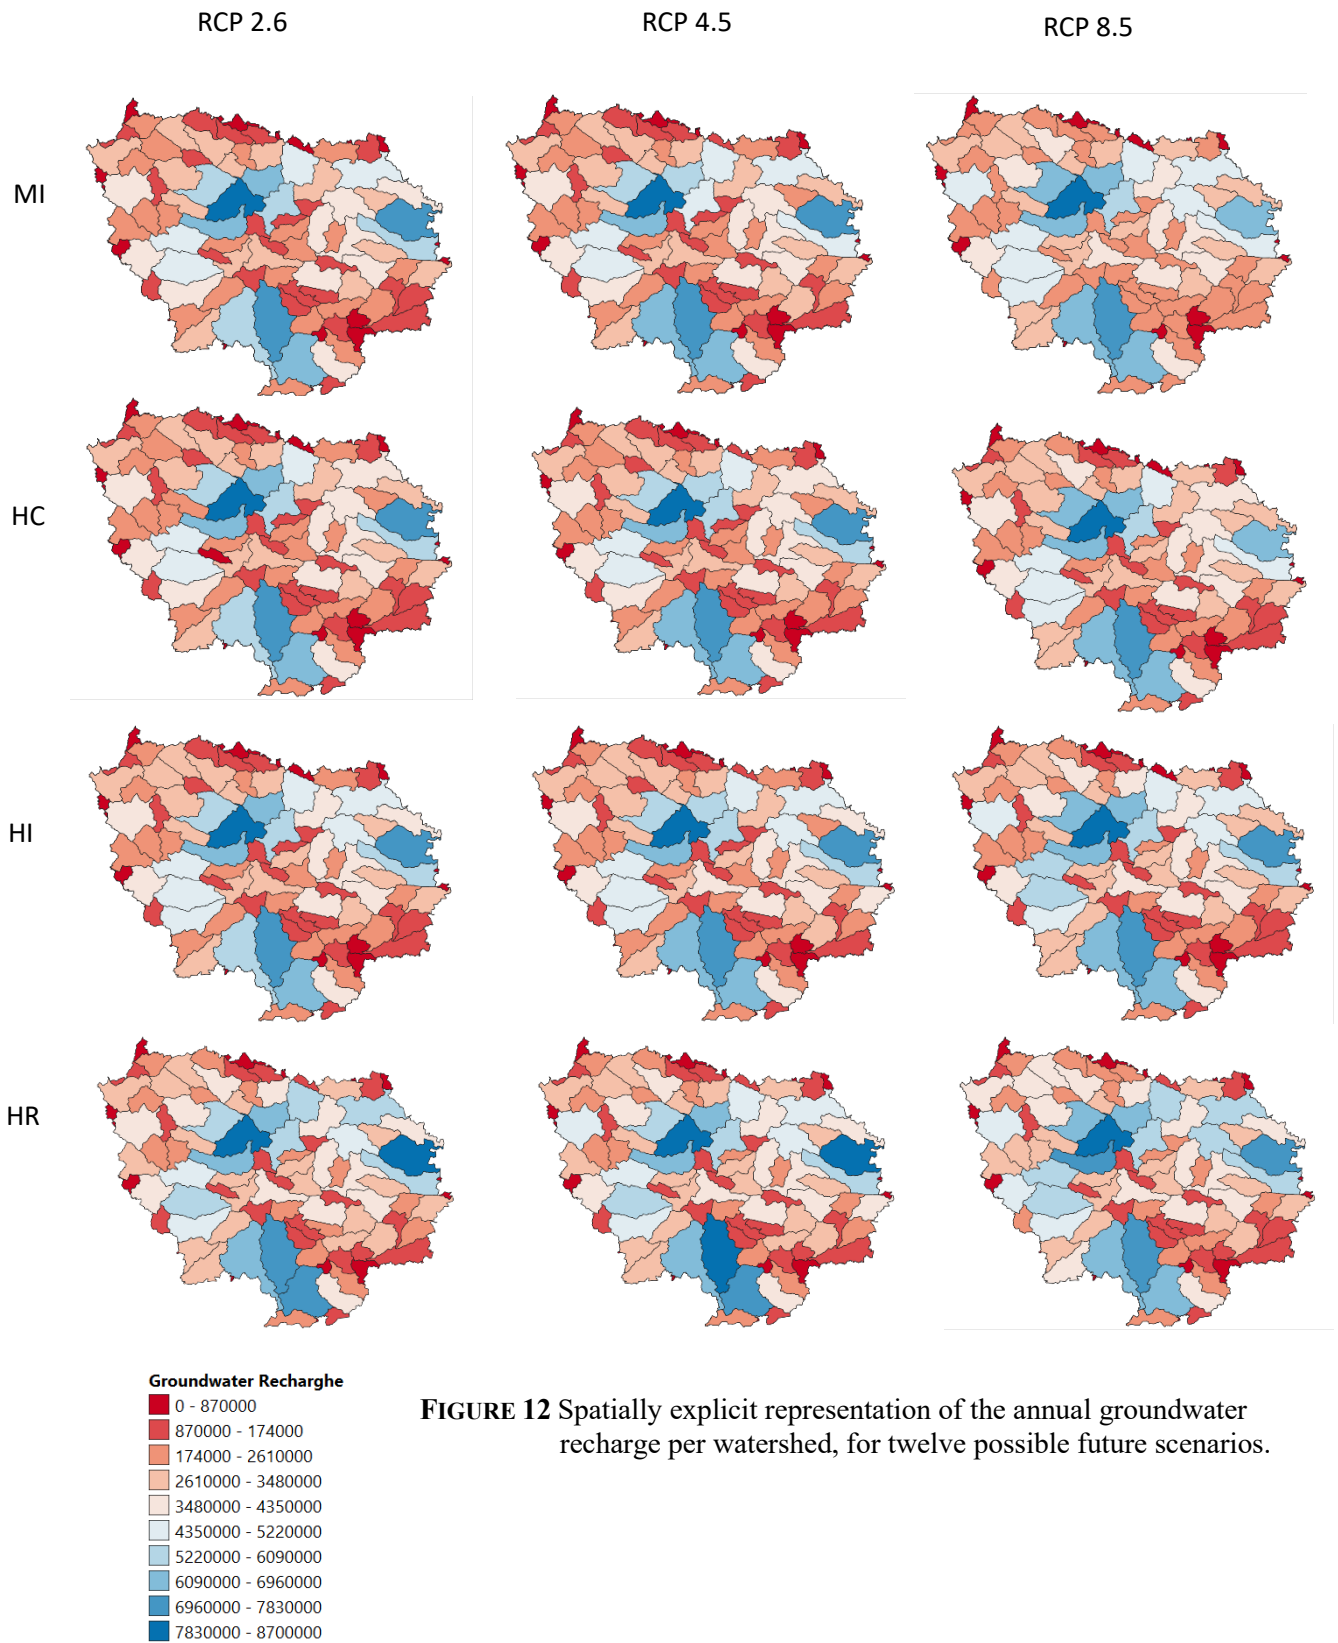 RCP 2.6
RCP 4.5
RCP 8.5
MI
HC
HI
HR
Groundwater Recharghe
0 - 870000
870000 - 174000
174000 - 2610000
2610000 - 3480000
3480000 - 4350000
4350000 - 5220000
5220000 - 6090000
6090000 - 6960000
6960000 - 7830000
7830000 - 8700000
FIGURE 12 Spatially explicit representation of the annual groundwater
recharge per watershed, for twelve possible future scenarios.